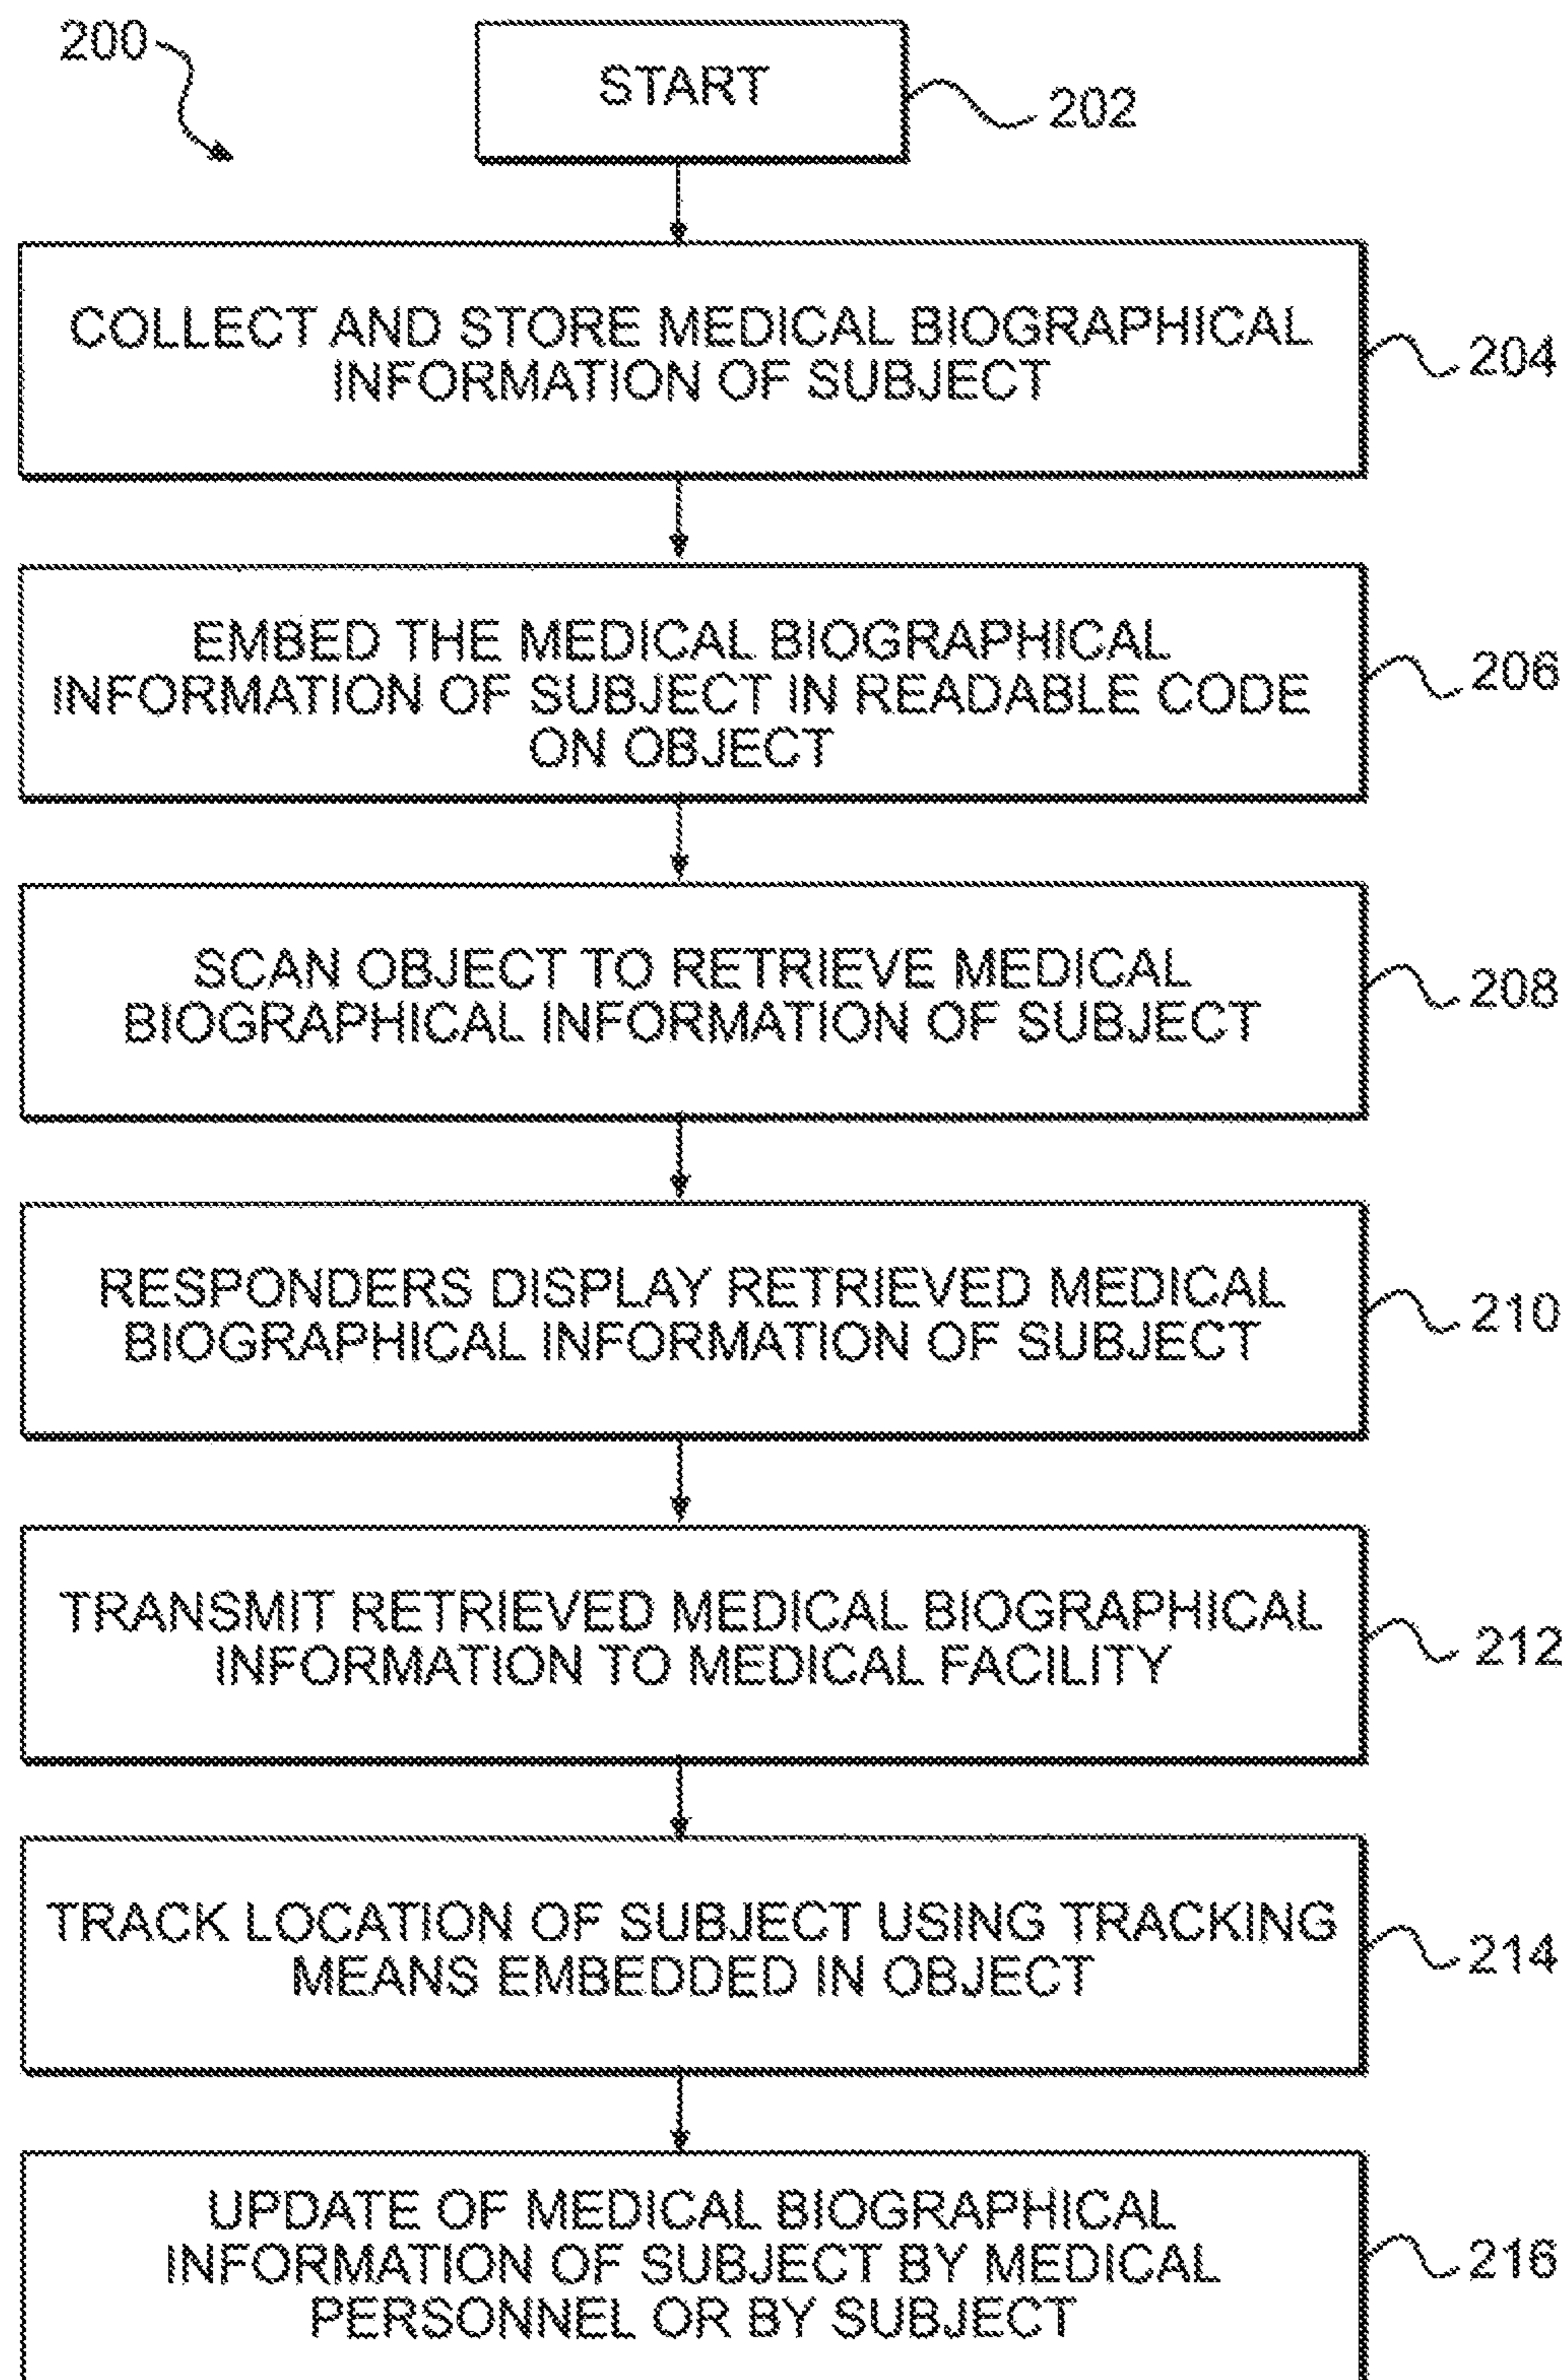 200
START
202
COLLECT AND STORE MEDICAL BIOGRAPHICAL
INFORMATION OF SUBJECT
204
EMBED THE MEDICAL BIOGRAPHICAL
INFORMATION OF SUBJECT IN READABLE CODE
ON OBJECT
206
SCAN OBJECT TO RETRIEVE MEDICAL
BIOGRAPHICAL INFORMATION OF SUBJECT
208
RESPONDERS DISPLAY RETRIEVED MEDICAL
BIOGRAPHICAL INFORMATION OF SUBJECT
210
TRANSMIT RETRIEVED MEDICAL BIOGRAPHICAL
INFORMATION TO MEDICAL FACILITY
212
TRACK LOCATION OF SUBJECT USING TRACKING
MEANS EMBEDDED IN OBJECT
214
UPDATE OF MEDICAL BIOGRAPHICAL
INFORMATION OF SUBJECT BY MEDICAL
PERSONNEL OR BY SUBJECT
216